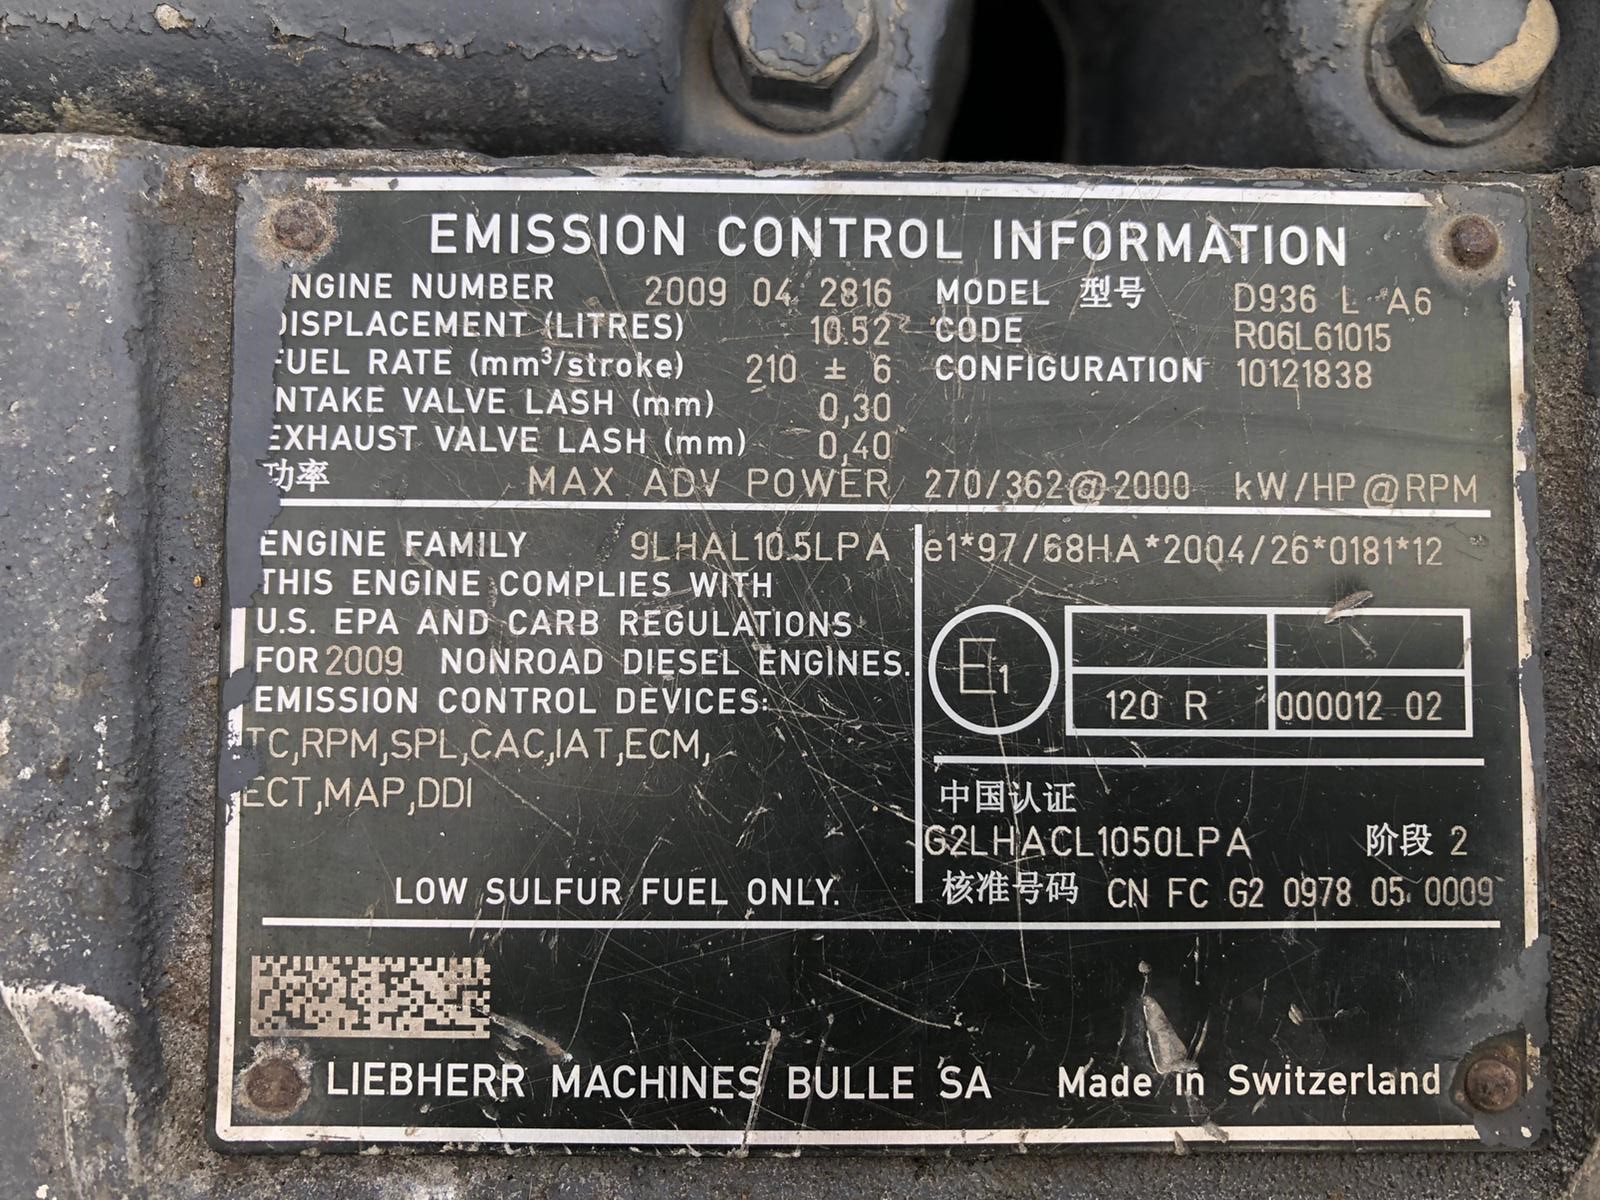 EMISSION CONTROL INFORMATION
NGINE NUMBER 2009 04 2816 MODEL 型号 D936 L A6
DISPLACEMENT (LITRES) 10.52 CODE R06L61015
FUEL RATE (mm³/stroke) 210 ± 6 CONFIGURATION 10121838
INTAKE VALVE LASH (mm) 0,30
EXHAUST VALVE LASH (mm) 0,40
功率 MAX ADV POWER 270/362@2000 kW/HP@RPM
ENGINE FAMILY 9LHAL10.5LPA
THIS ENGINE COMPLIES WITH
U.S. EPA AND CARB REGULATIONS
FOR 2009 NONROAD DIESEL ENGINES.
EMISSION CONTROL DEVICES:
TC,RPM,SPL,CAC,IAT,ECM,
ECT,MAP,DDI
LOW SULFUR FUEL ONLY.
e1*97/68HA*2004/26*0181*12
E1
120 R 000012 02
中国认证
G2LHACL1050LPA 阶段 2
核准号码 CN FC G2 0978 05 0009
LIEBHERR MACHINES BULLE SA Made in Switzerland